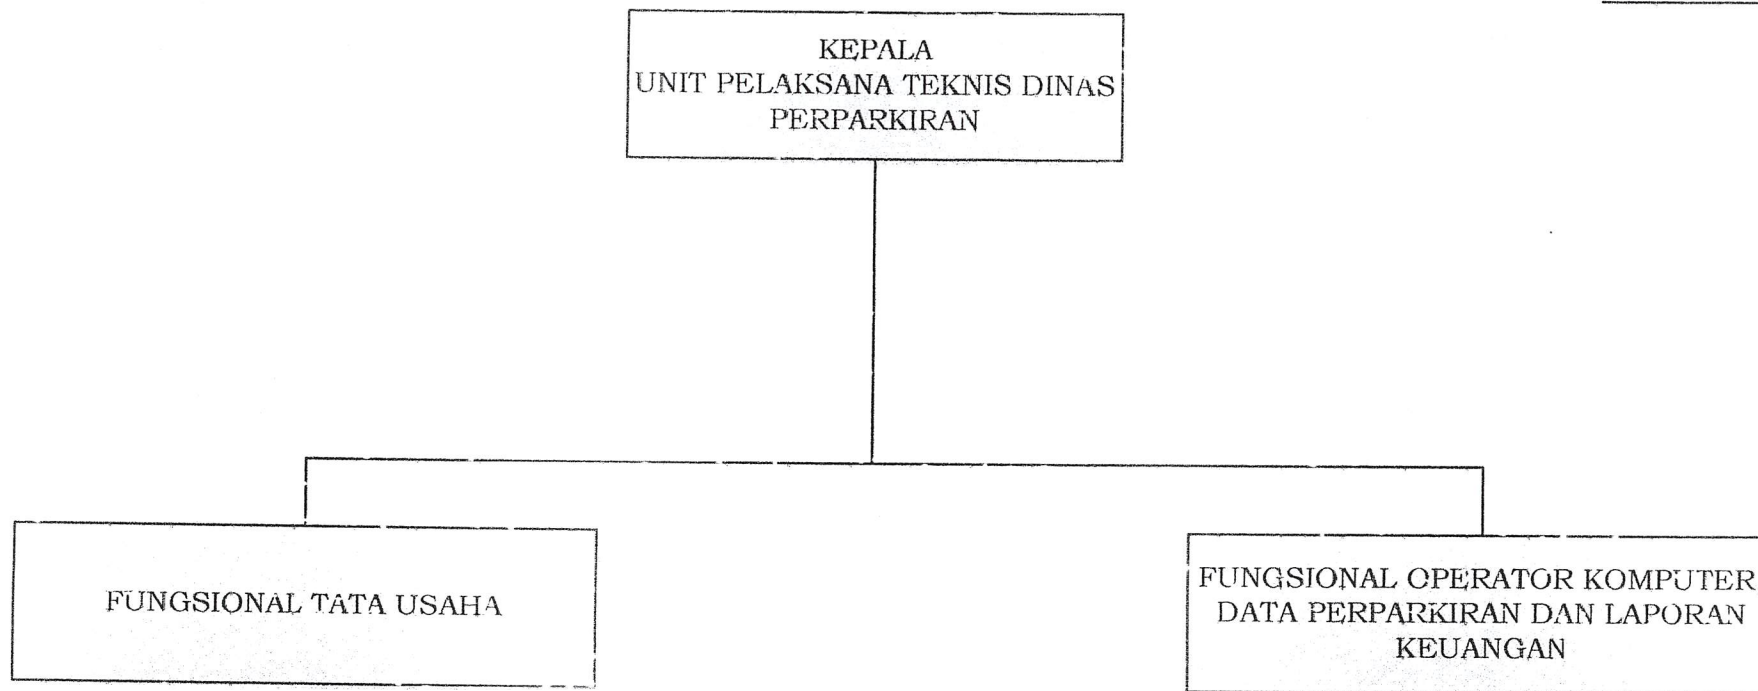 KEPALA
UNIT PELAKSANA TEKNIS DINAS
PERPARKIRAN
FUNGSIONAL TATA USAHA
FUNGSIONAL OPERATOR KOMPUTER
DATA PERPARKIRAN DAN LAPORAN
KEUANGAN